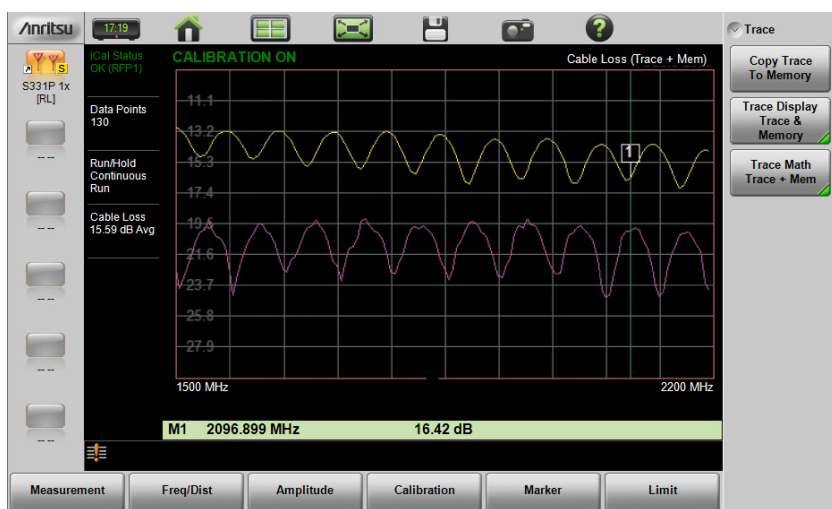 Anritsu
17:19
?
Trace
S
S331P 1x
[RL]
-- --
-- --
-- --
-- --
-- --
iCal Status
OK (RFP1)
Data Points
130
Run/Hold
Continuous
Run
Cable Loss
15.59 dB Avg
CALIBRATION ON
Cable Loss (Trace + Mem)
11.1
13.2
15.3
17.4
19.5
21.6
23.7
25.8
27.9
1
1500 MHz
2200 MHz
M1 2096.899 MHz 16.42 dB
Copy Trace
To Memory
Trace Display
Trace &
Memory
Trace Math
Trace + Mem
Measurement
Freq/Dist
Amplitude
Calibration
Marker
Limit